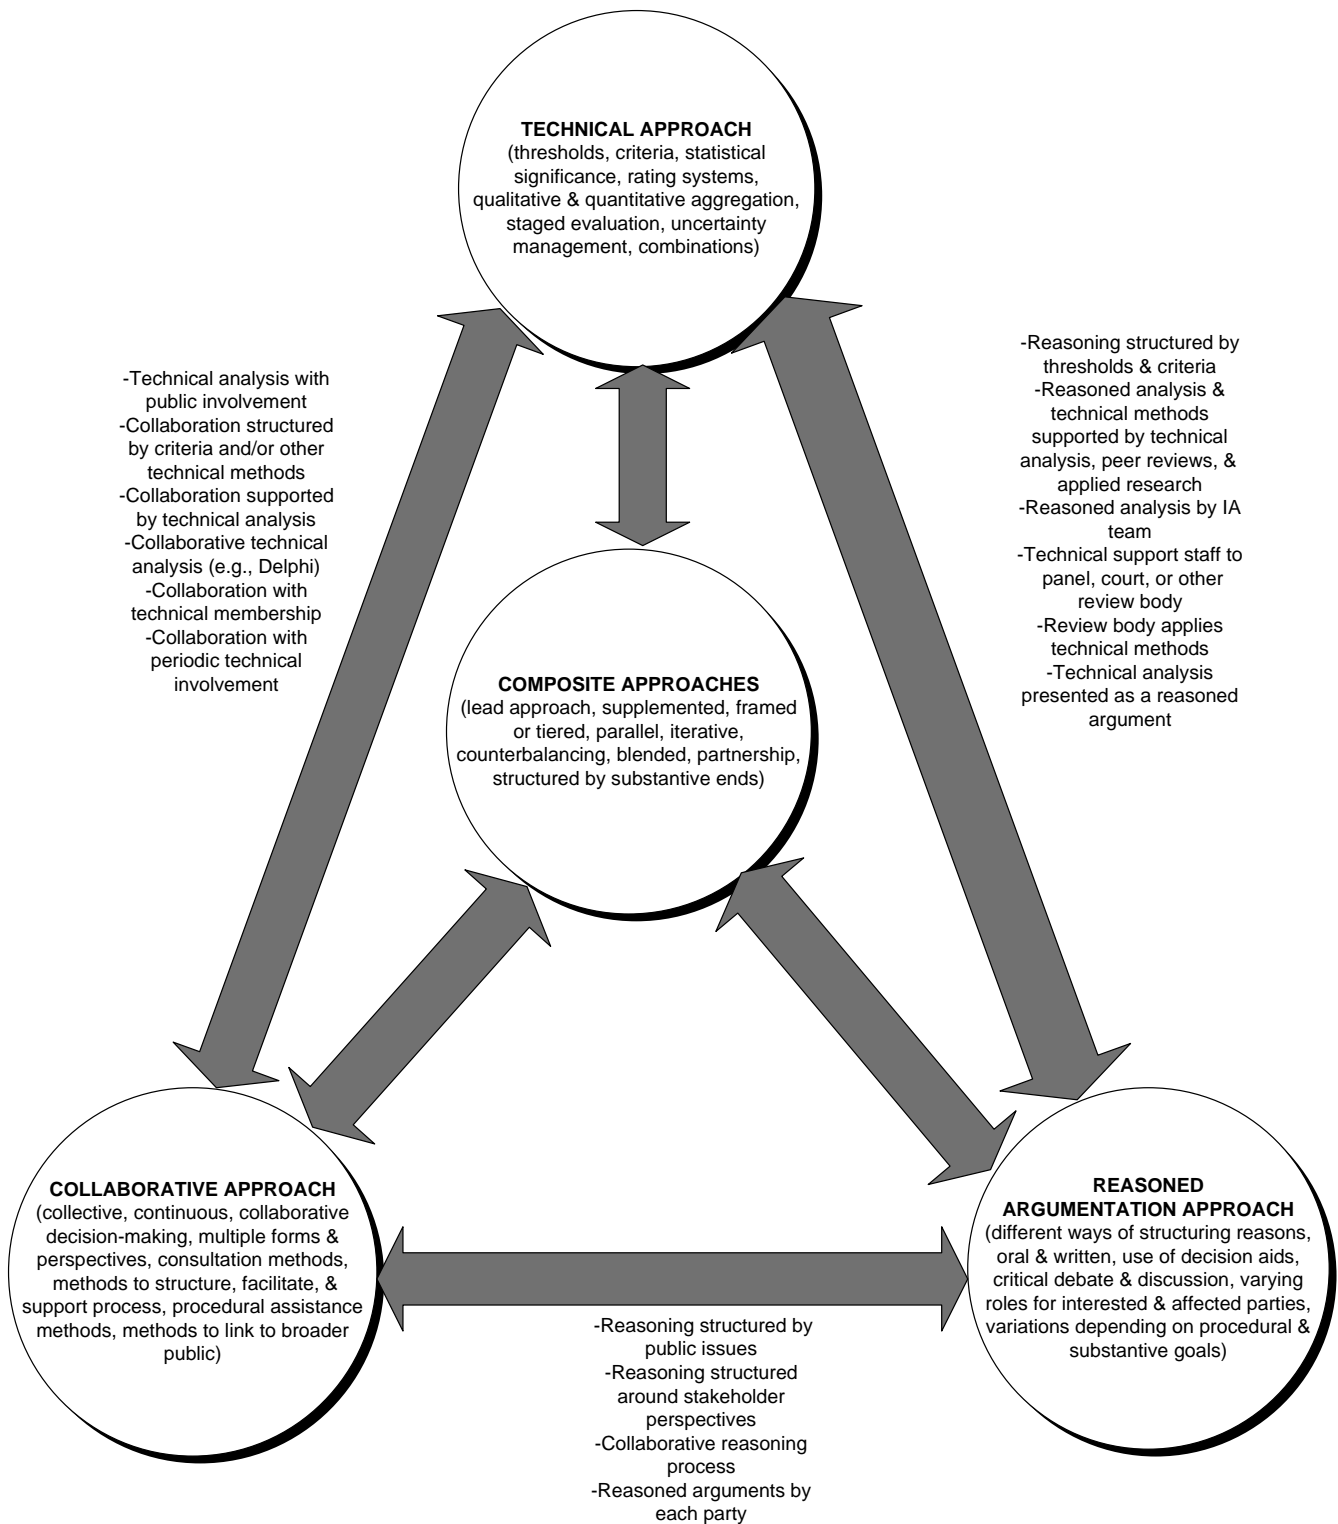 TECHNICAL APPROACH
(thresholds, criteria, statistical
significance, rating systems,
qualitative & quantitative aggregation,
staged evaluation, uncertainty
management, combinations)
-Technical analysis with
public involvement
-Collaboration structured
by criteria and/or other
technical methods
-Collaboration supported
by technical analysis
-Collaborative technical
analysis (e.g., Delphi)
-Collaboration with
technical membership
-Collaboration with
periodic technical
involvement
-Reasoning structured by
thresholds & criteria
-Reasoned analysis &
technical methods
supported by technical
analysis, peer reviews, &
applied research
-Reasoned analysis by IA
team
-Technical support staff to
panel, court, or other
review body
-Review body applies
technical methods
-Technical analysis
presented as a reasoned
argument
COMPOSITE APPROACHES
(lead approach, supplemented, framed
or tiered, parallel, iterative,
counterbalancing, blended, partnership,
structured by substantive ends)
COLLABORATIVE APPROACH
(collective, continuous, collaborative
decision-making, multiple forms &
perspectives, consultation methods,
methods to structure, facilitate, &
support process, procedural assistance
methods, methods to link to broader
public)
REASONED
ARGUMENTATION APPROACH
(different ways of structuring reasons,
oral & written, use of decision aids,
critical debate & discussion, varying
roles for interested & affected parties,
variations depending on procedural &
substantive goals)
-Reasoning structured by
public issues
-Reasoning structured
around stakeholder
perspectives
-Collaborative reasoning
process
-Reasoned arguments by
each party